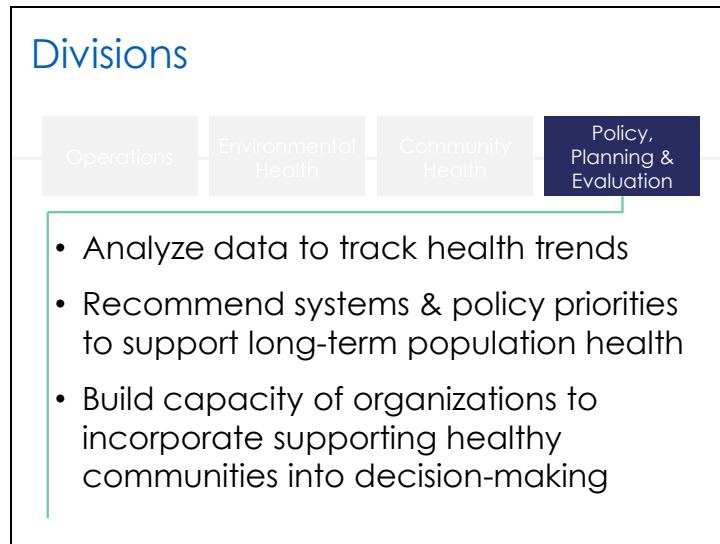 Divisions
Operations
Environmental
Health
Community
Health
Policy,
Planning &
Evaluation
• Analyze data to track health trends
• Recommend systems & policy priorities
to support long-term population health
• Build capacity of organizations to
incorporate supporting healthy
communities into decision-making